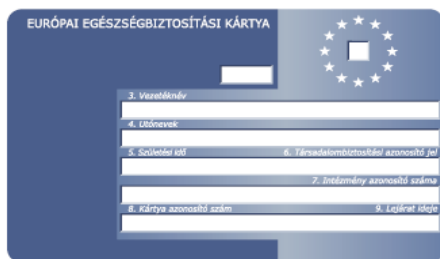 EURÓPAI EGÉSZSÉGBIZTOSÍTÁSI KÁRTYA
3. Vezetéknév
4. Utónevek
5. Születési idő 6. Társadalombiztosítási azonosító jel
7. Intézmény azonosító száma
8. Kártya azonosító szám 9. Lejárat ideje